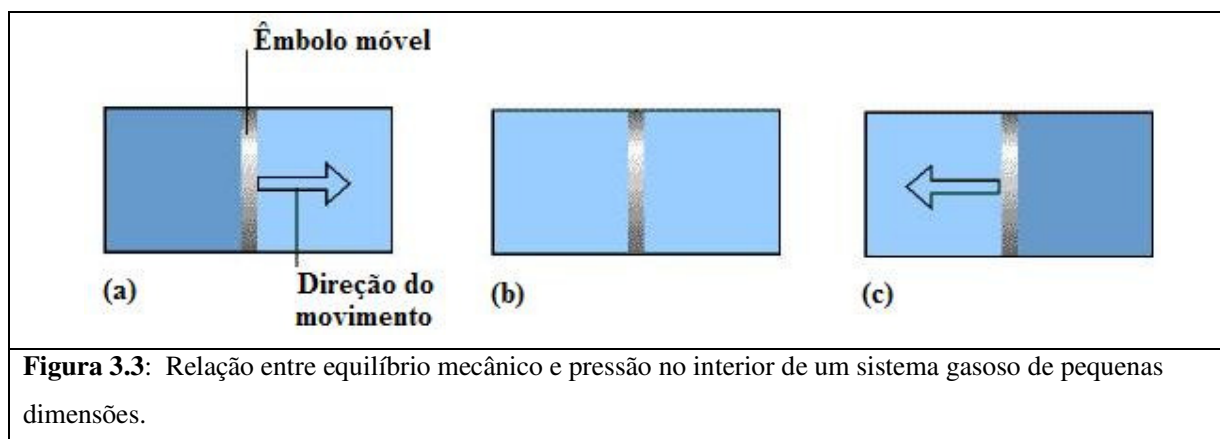 Êmbolo móvel
(a)
Direção do
movimento
(b)
(c)
Figura 3.3: Relação entre equilíbrio mecânico e pressão no interior de um sistema gasoso de pequenas
dimensões.